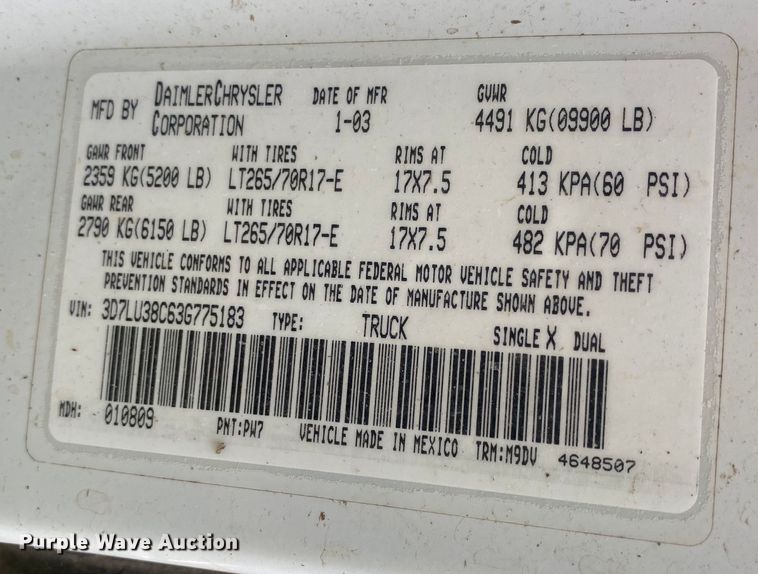 MFD BY DAIMLERCHRYSLER CORPORATION DATE OF MFR 1-03 GVWR 4491 KG(09900 LB)
GAWR FRONT WITH TIRES RIMS AT COLD
2359 KG(5200 LB) LT265/70R17-E 17X7.5 413 KPA(60 PSI)
GAWR REAR WITH TIRES RIMS AT COLD
2790 KG(6150 LB) LT265/70R17-E 17X7.5 482 KPA(70 PSI)
THIS VEHICLE CONFORMS TO ALL APPLICABLE FEDERAL MOTOR VEHICLE SAFETY AND THEFT
PREVENTION STANDARDS IN EFFECT ON THE DATE OF MANUFACTURE SHOWN ABOVE.
VIN: 3D7LU38C63G775183 TYPE: TRUCK SINGLE X DUAL
MDH: 010809 PNT:PW7 VEHICLE MADE IN MEXICO TRM:M9DV 4648507
Purple Wave Auction